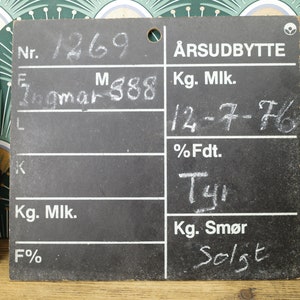 Nr. 1269
F M
Ingmar 888
L
K
Kg. Mlk.
F%
ÅRSUDBYTTE
Kg. Mlk.
12-7-76
%Fdt.
Tyr
Kg. Smør
Solgt